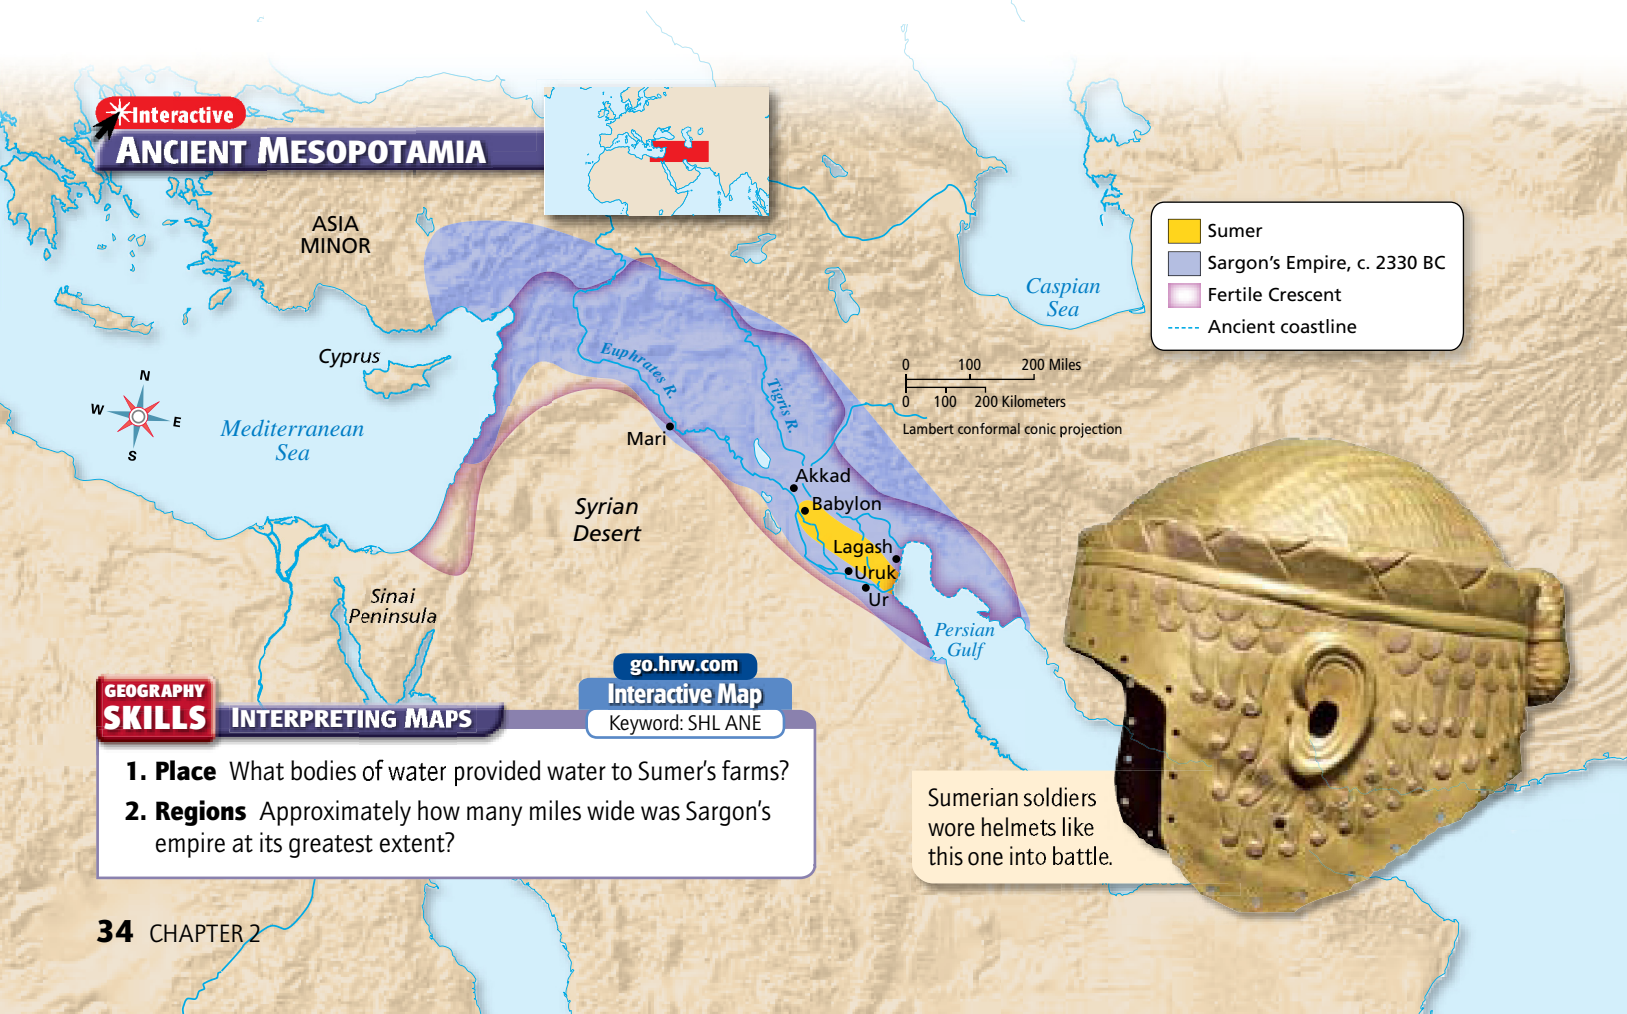 Interactive
ANCIENT MESOPOTAMIA
ASIA
MINOR
Cyprus
N
W
E
S
Mediterranean
Sea
Caspian
Sea
Sumer
Sargon's Empire, c. 2330 BC
Fertile Crescent
Ancient coastline
0 100 200 Miles
0 100 200 Kilometers
Lambert conformal conic projection
Euphrates R.
Tigris R.
Mari
Akkad
Babylon
Syrian
Desert
Lagash
Uruk
Ur
Sinai
Peninsula
Persian
Gulf
go.hrw.com
Interactive Map
Keyword: SHL ANE
GEOGRAPHY
SKILLS
INTERPRETING MAPS
1. Place What bodies of water provided water to Sumer's farms?
2. Regions Approximately how many miles wide was Sargon's
empire at its greatest extent?
Sumerian soldiers
wore helmets like
this one into battle.
34 CHAPTER 2